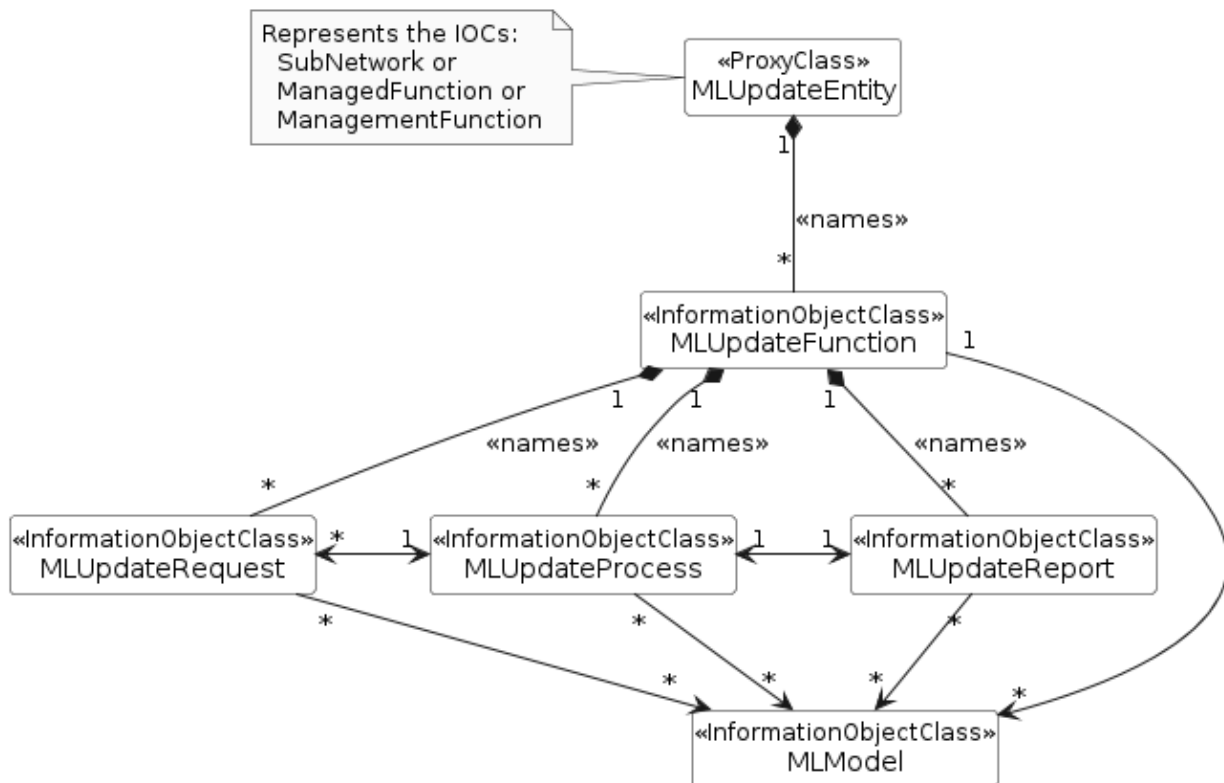 Represents the IOCs:
SubNetwork or
ManagedFunction or
ManagementFunction
«ProxyClass»
MLUpdateEntity
1
«names»
*
«InformationObjectClass»
MLUpdateFunction
1
1
1
1
«names»
«names»
«names»
*
*
*
«InformationObjectClass»
MLUpdateRequest
*
1
«InformationObjectClass»
MLUpdateProcess
1
1
«InformationObjectClass»
MLUpdateReport
*
*
*
*
*
*
*
«InformationObjectClass»
MLModel